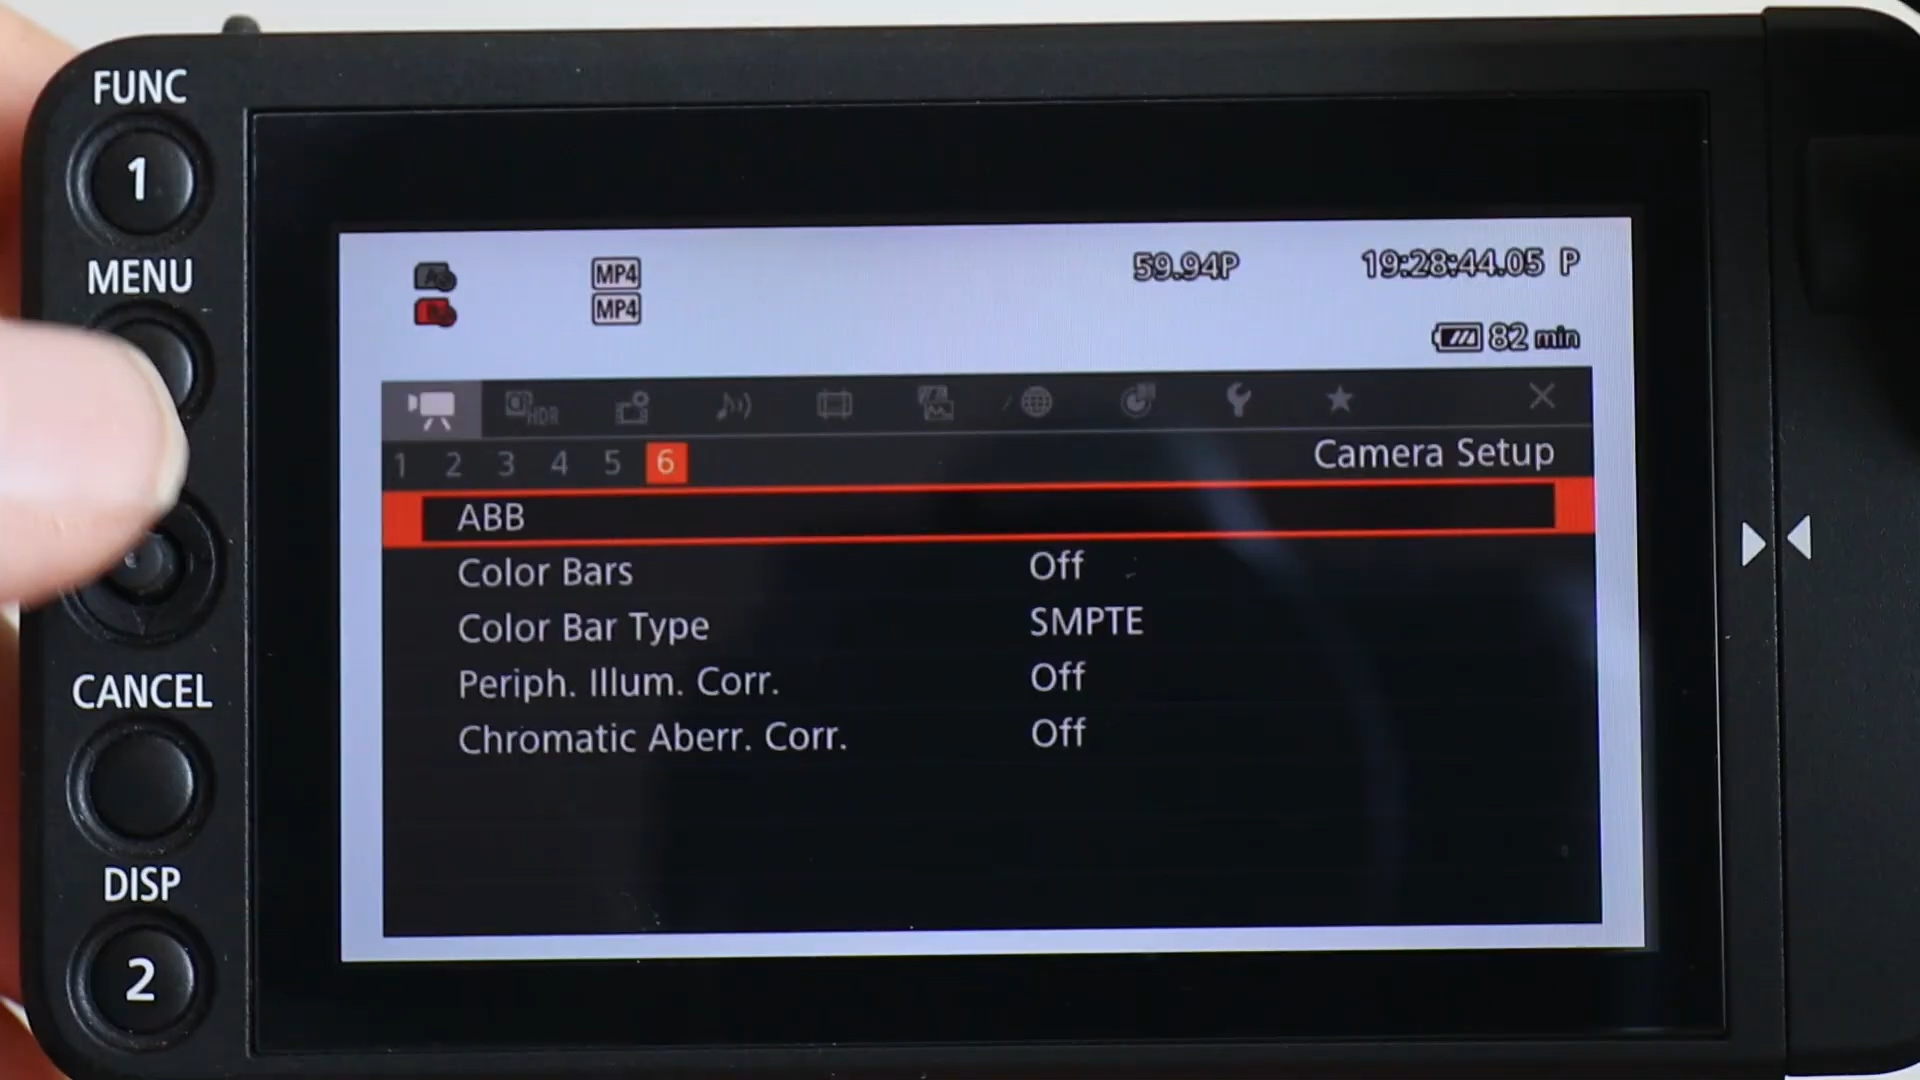 FUNC
1
MENU
CANCEL
DISP
2
MP4
MP4
59.94P
19:28:44.05 P
82 min
HDR
1 2 3 4 5 6
Camera Setup
ABB
Color Bars Off
Color Bar Type SMPTE
Periph. Illum. Corr. Off
Chromatic Aberr. Corr. Off